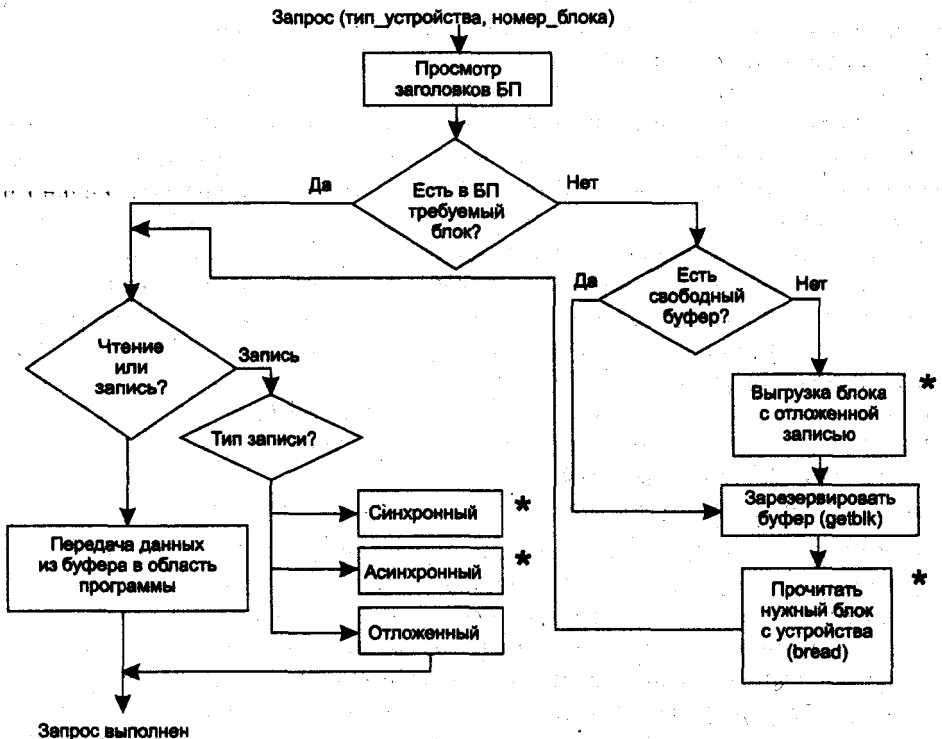 Запрос (тип_устройства, номер_блока)
Просмотр
заголовков БП
Да
Есть в БП
требуемый
блок?
Нет
Да
Есть
свободный
буфер?
Нет
Чтение
или
запись?
Запись
Тип записи?
Выгрузка блока
с отложенной
записью
*
Зарезервировать
буфер (getblk)
Синхронный
*
Асинхронный
*
Отложенный
Передача данных
из буфера в область
программы
Прочитать
нужный блок
с устройства
(bread)
*
Запрос выполнен